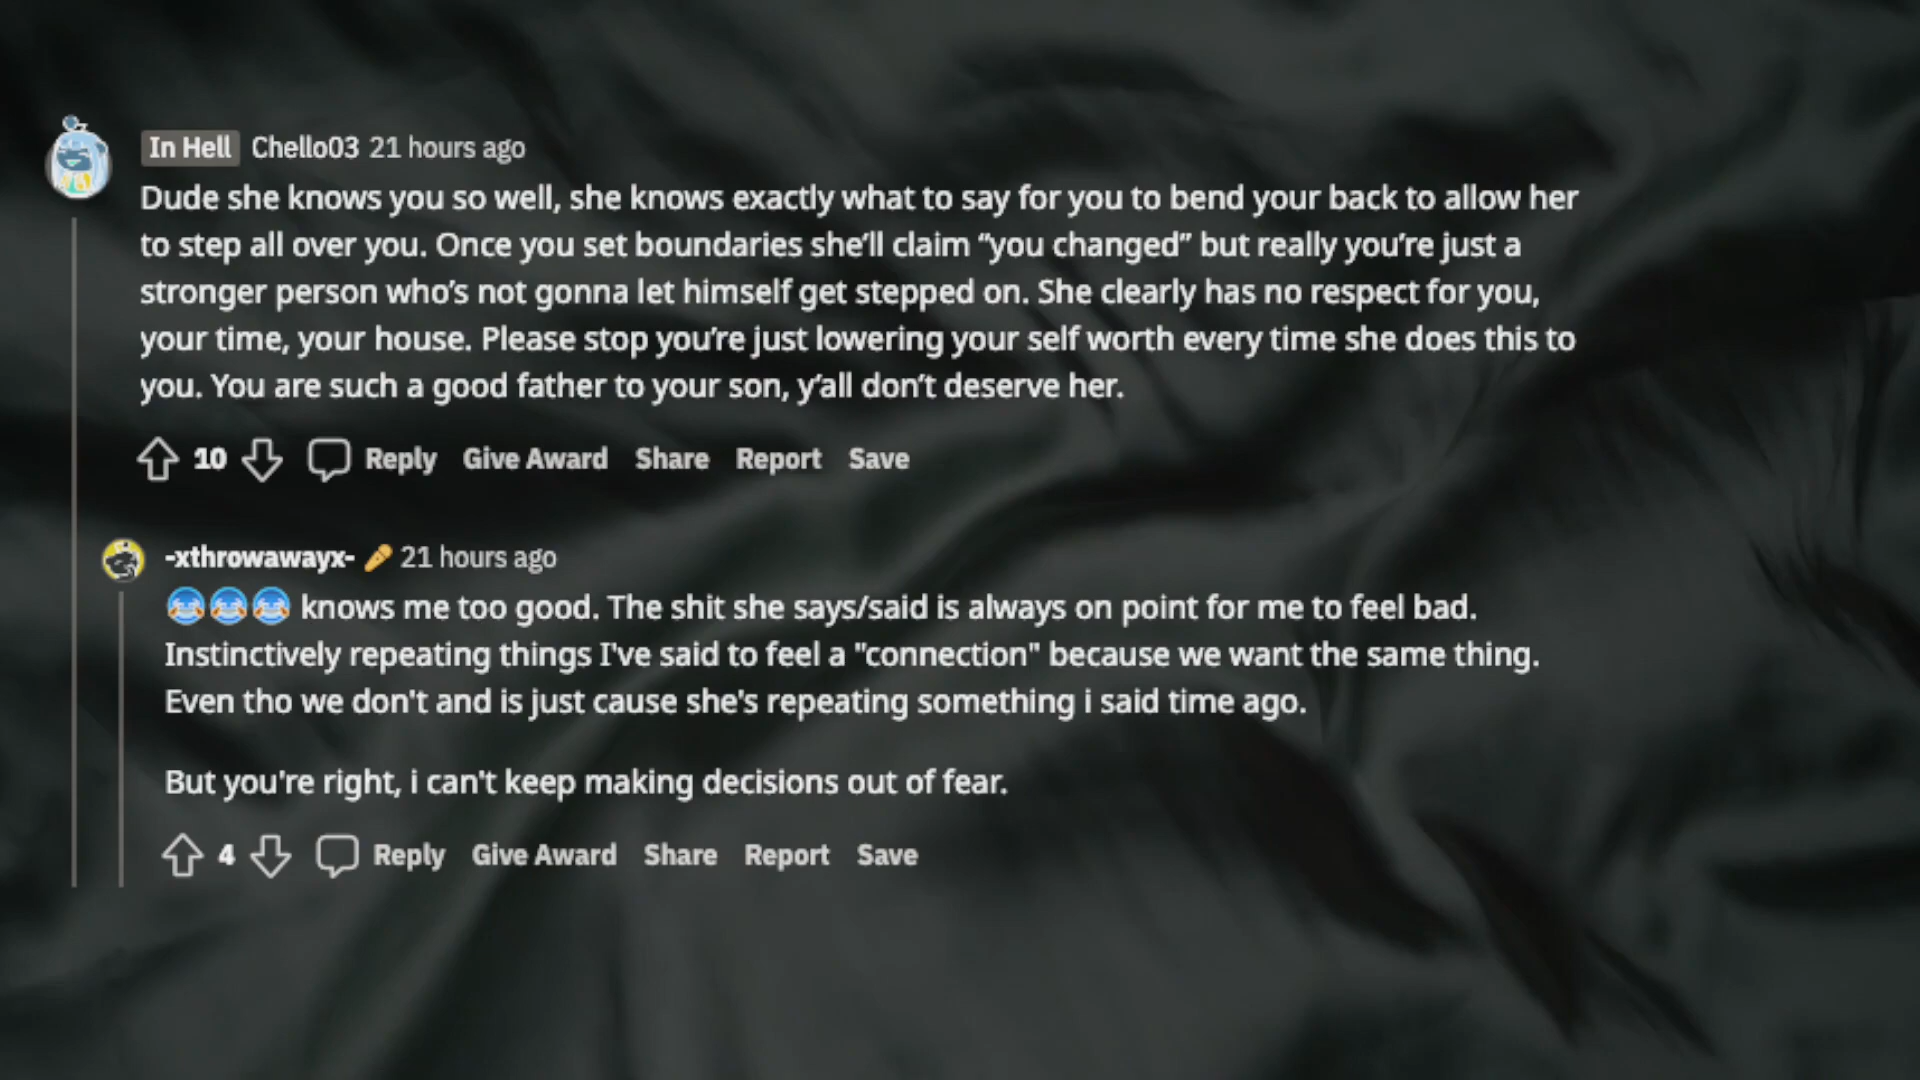 In Hell Chello03 21 hours ago
Dude she knows you so well, she knows exactly what to say for you to bend your back to allow her
to step all over you. Once you set boundaries she’ll claim “you changed” but really you’re just a
stronger person who’s not gonna let himself get stepped on. She clearly has no respect for you,
your time, your house. Please stop you’re just lowering your self worth every time she does this to
you. You are such a good father to your son, y’all don’t deserve her.
10 Reply Give Award Share Report Save
-xthrowawayx- 21 hours ago
😂😂😂 knows me too good. The shit she says/said is always on point for me to feel bad.
Instinctively repeating things I've said to feel a "connection" because we want the same thing.
Even tho we don't and is just cause she's repeating something i said time ago.
But you're right, i can't keep making decisions out of fear.
4 Reply Give Award Share Report Save